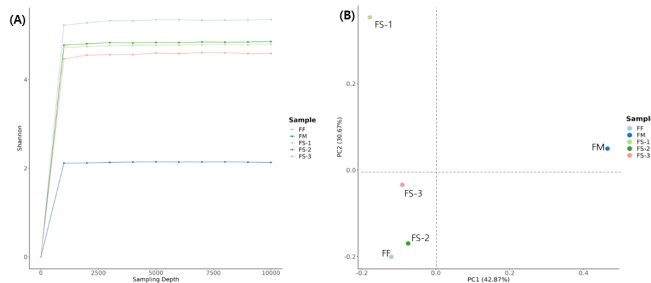 (A)
4
2
0
Shannon
0
2500
5000
7500
10000
Sampling Depth
Sample
FF
FM
FS-1
FS-2
FS-3
(B)
FS-1
FM
FS-3
FS-2
FF
0.2
0.0
-0.2
PC2 (30.67%)
-0.2
0.0
0.2
0.4
PC1 (42.87%)
Sampl
FF
FM
FS-1
FS-2
FS-3